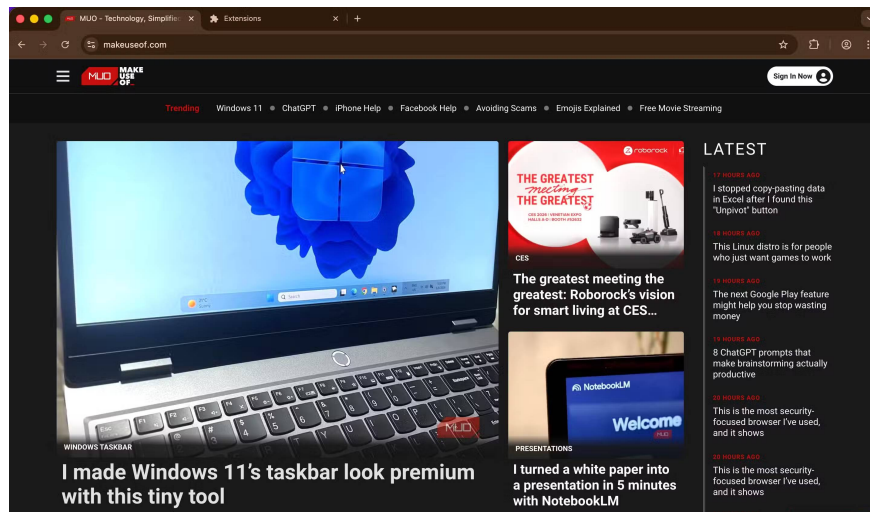 MUO - Technology, Simplifie
Extensions
makeuseof.com
MUO MAKE
USE
OF_
Sign In Now
Trending
Windows 11
ChatGPT
iPhone Help
Facebook Help
Avoiding Scams
Emojis Explained
Free Movie Streaming
Search
Esc
MUO
WINDOWS TASKBAR
I made Windows 11’s taskbar look premium
with this tiny tool
roborock
THE GREATEST
meeting
THE GREATEST
CES
The greatest meeting the
greatest: Roborock’s vision
for smart living at CES...
NotebookLM
Welcome
MUO
PRESENTATIONS
I turned a white paper into
a presentation in 5 minutes
with NotebookLM
LATEST
17 HOURS AGO
I stopped copy-pasting data
in Excel after I found this
"Unpivot" button
18 HOURS AGO
This Linux distro is for people
who just want games to work
19 HOURS AGO
The next Google Play feature
might help you stop wasting
money
19 HOURS AGO
8 ChatGPT prompts that
make brainstorming actually
productive
20 HOURS AGO
This is the most security-
focused browser I've used,
and it shows
20 HOURS AGO
This is the most security-
focused browser I've used,
and it shows